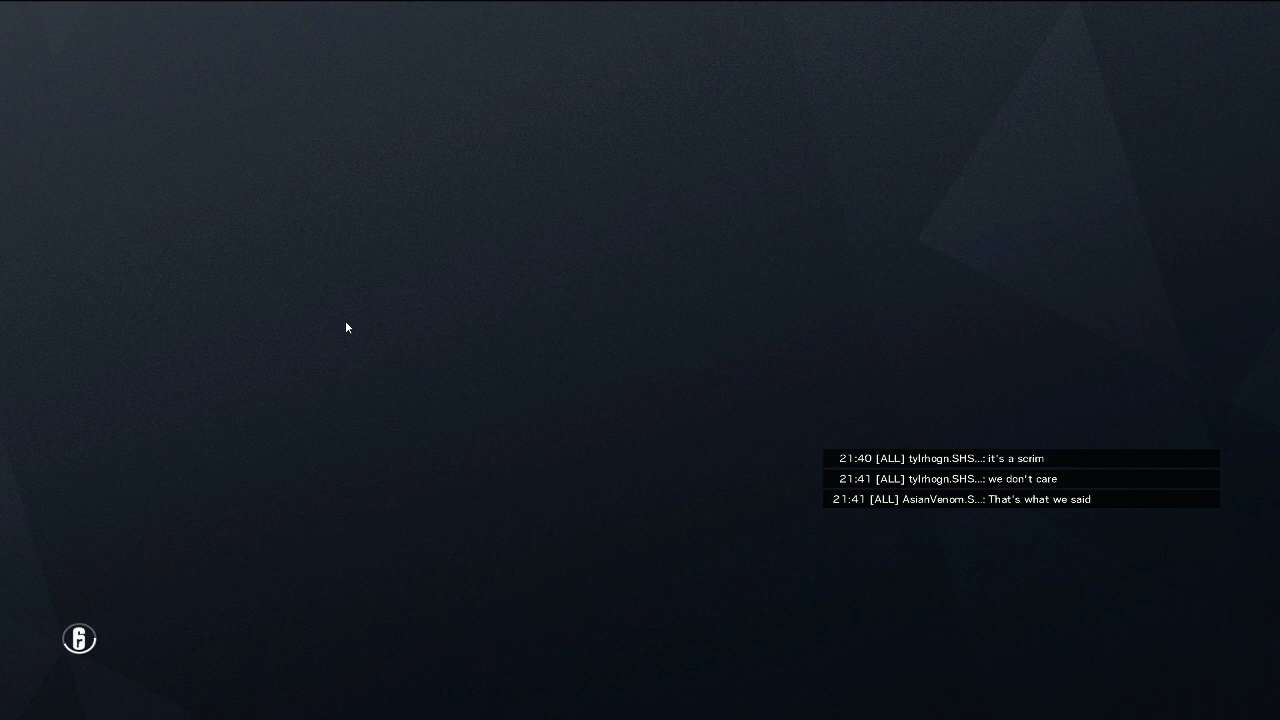 21:40 [ALL] tylrhogn.SHS...: it's a scrim
21:41 [ALL] tylrhogn.SHS...: we don't care
21:41 [ALL] AsianVenom.S...: That's what we said
6